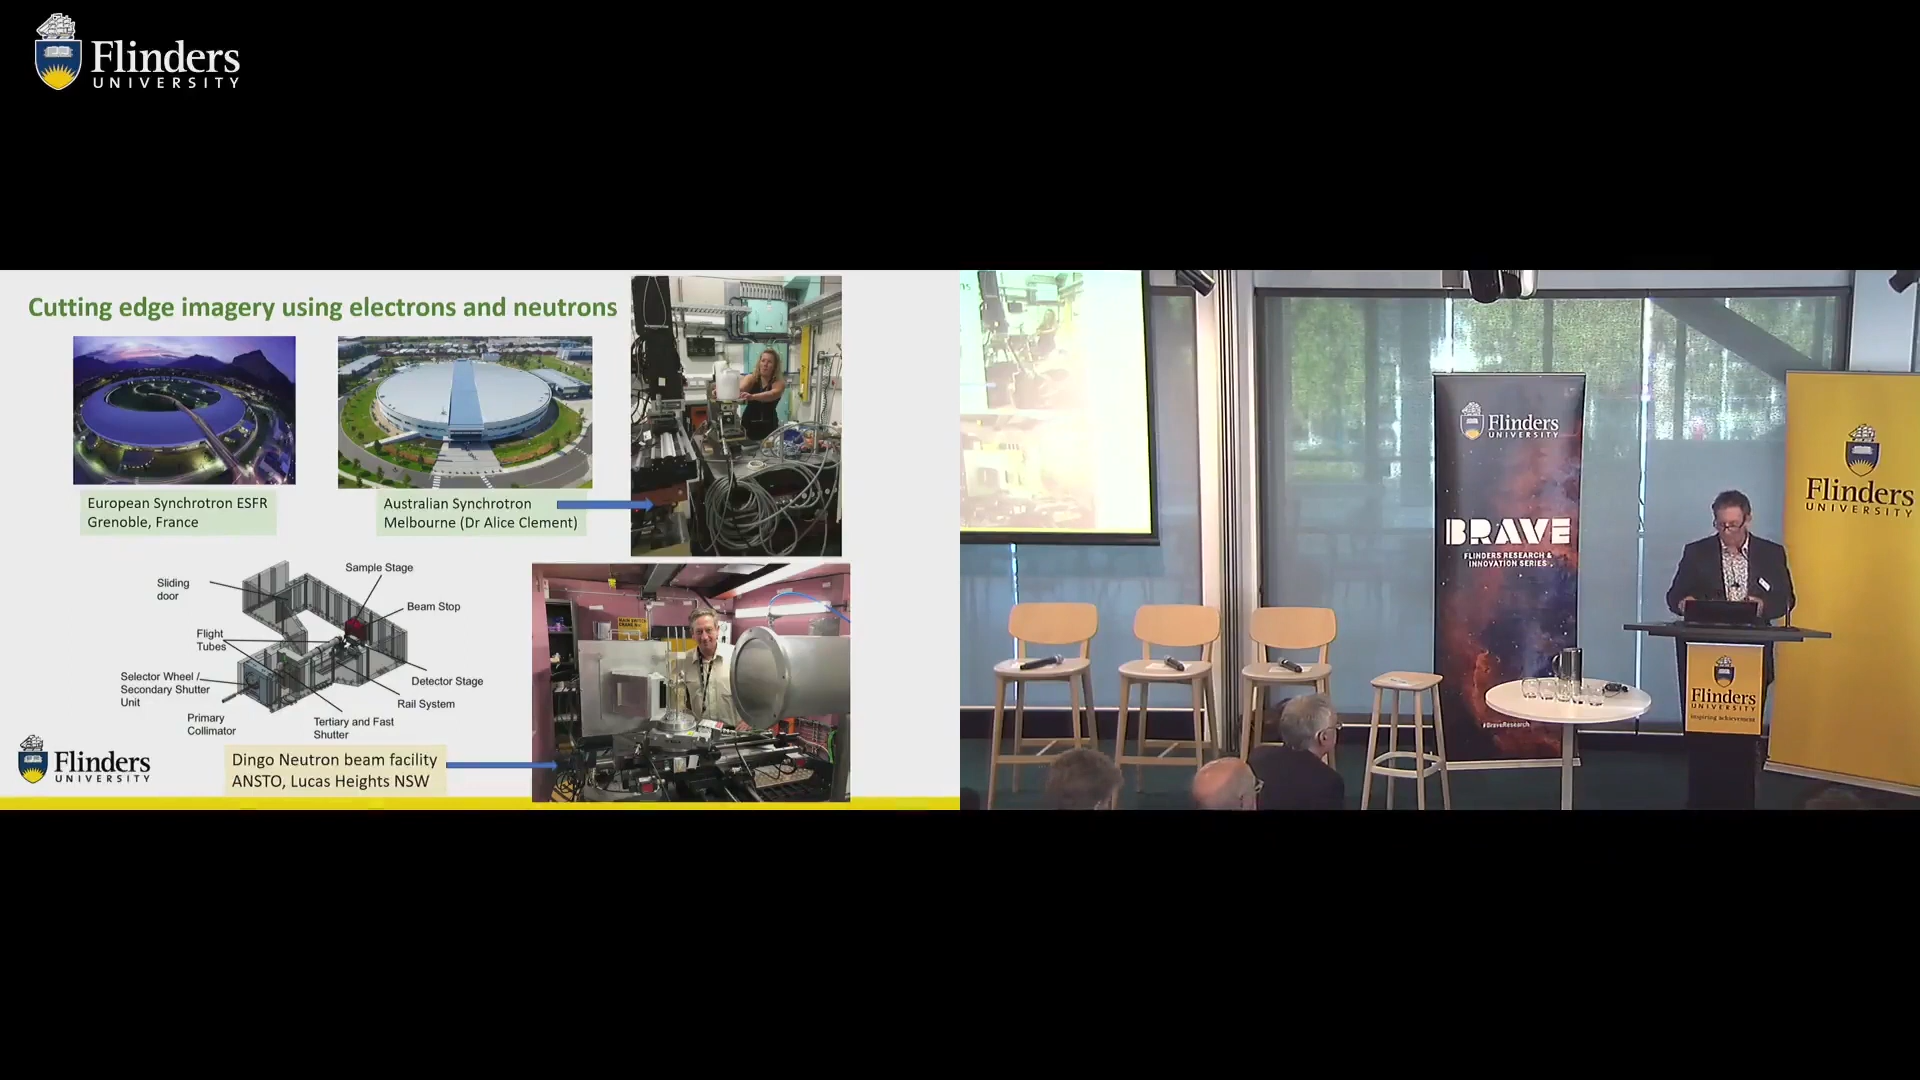 Flinders
UNIVERSITY
Cutting edge imagery using electrons and neutrons
European Synchrotron ESFR
Grenoble, France
Australian Synchrotron
Melbourne (Dr Alice Clement)
Sample Stage
Sliding
door
Beam Stop
Flight
Tubes
Selector Wheel /
Secondary Shutter
Unit
Detector Stage
Rail System
Primary
Collimator
Tertiary and Fast
Shutter
Flinders
UNIVERSITY
Dingo Neutron beam facility
ANSTO, Lucas Heights NSW
Flinders
UNIVERSITY
BRAVE
FLINDERS RESEARCH &
INNOVATION SERIES
#BraveResearch
Flinders
UNIVERSITY
Flinders
UNIVERSITY
inspiring achievement